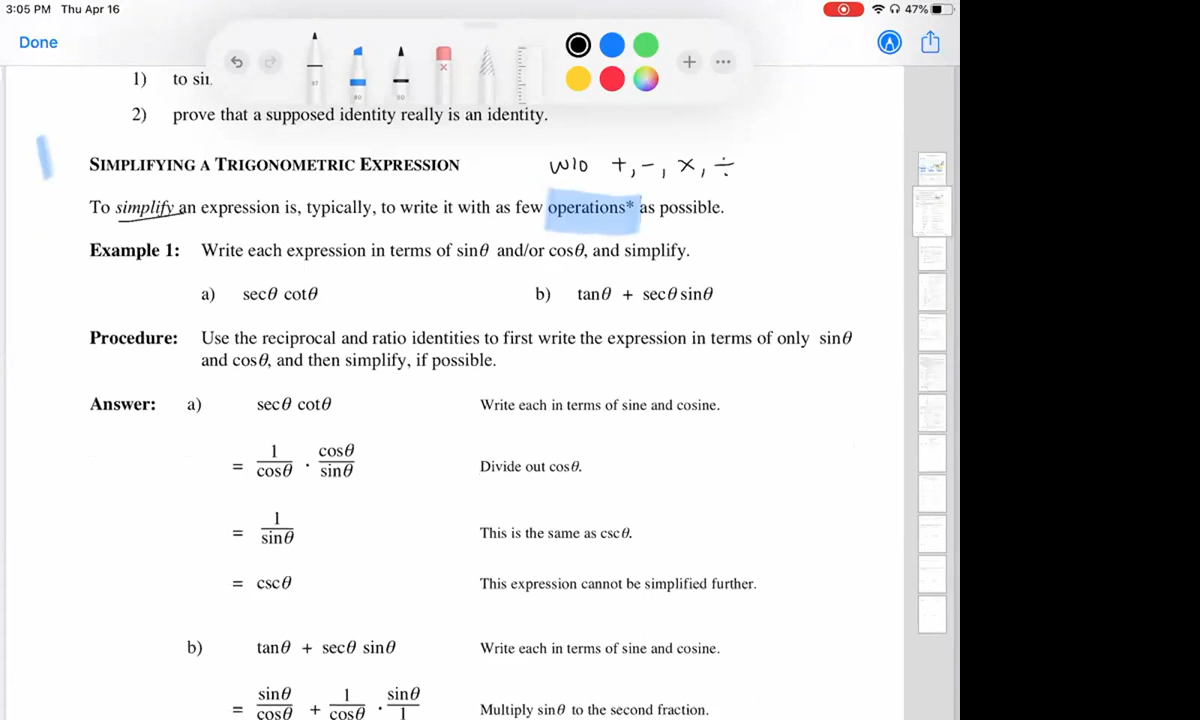 3:05 PM Thu Apr 16
47%
Done
1) to sin.
2) prove that a supposed identity really is an identity.
SIMPLIFYING A TRIGONOMETRIC EXPRESSION
w/o +, -, ×, ÷
To simplify an expression is, typically, to write it with as few operations* as possible.
Example 1: Write each expression in terms of sinθ and/or cosθ, and simplify.
a) secθ cotθ b) tanθ + secθ sinθ
Procedure: Use the reciprocal and ratio identities to first write the expression in terms of only sinθ
and cosθ, and then simplify, if possible.
Answer: a) secθ cotθ Write each in terms of sine and cosine.
= 1/cosθ · cosθ/sinθ Divide out cosθ.
= 1/sinθ This is the same as cscθ.
= cscθ This expression cannot be simplified further.
b) tanθ + secθ sinθ Write each in terms of sine and cosine.
= sinθ/cosθ + 1/cosθ · sinθ/1 Multiply sinθ to the second fraction.